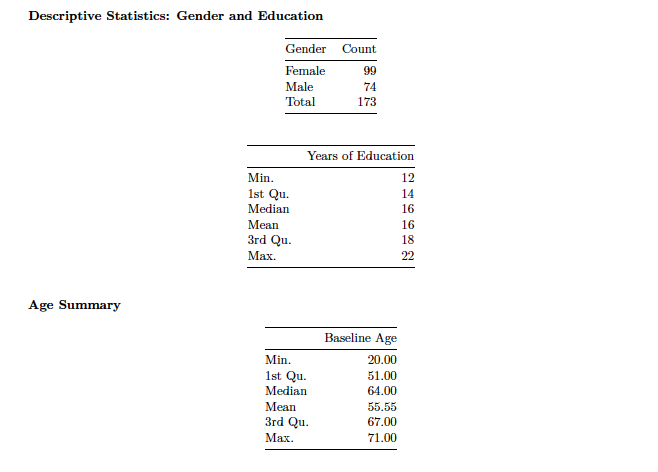 Descriptive Statistics: Gender and Education
Gender Count
Female 99
Male 74
Total 173
Years of Education
Min. 12
1st Qu. 14
Median 16
Mean 16
3rd Qu. 18
Max. 22
Age Summary
Baseline Age
Min. 20.00
1st Qu. 51.00
Median 64.00
Mean 55.55
3rd Qu. 67.00
Max. 71.00